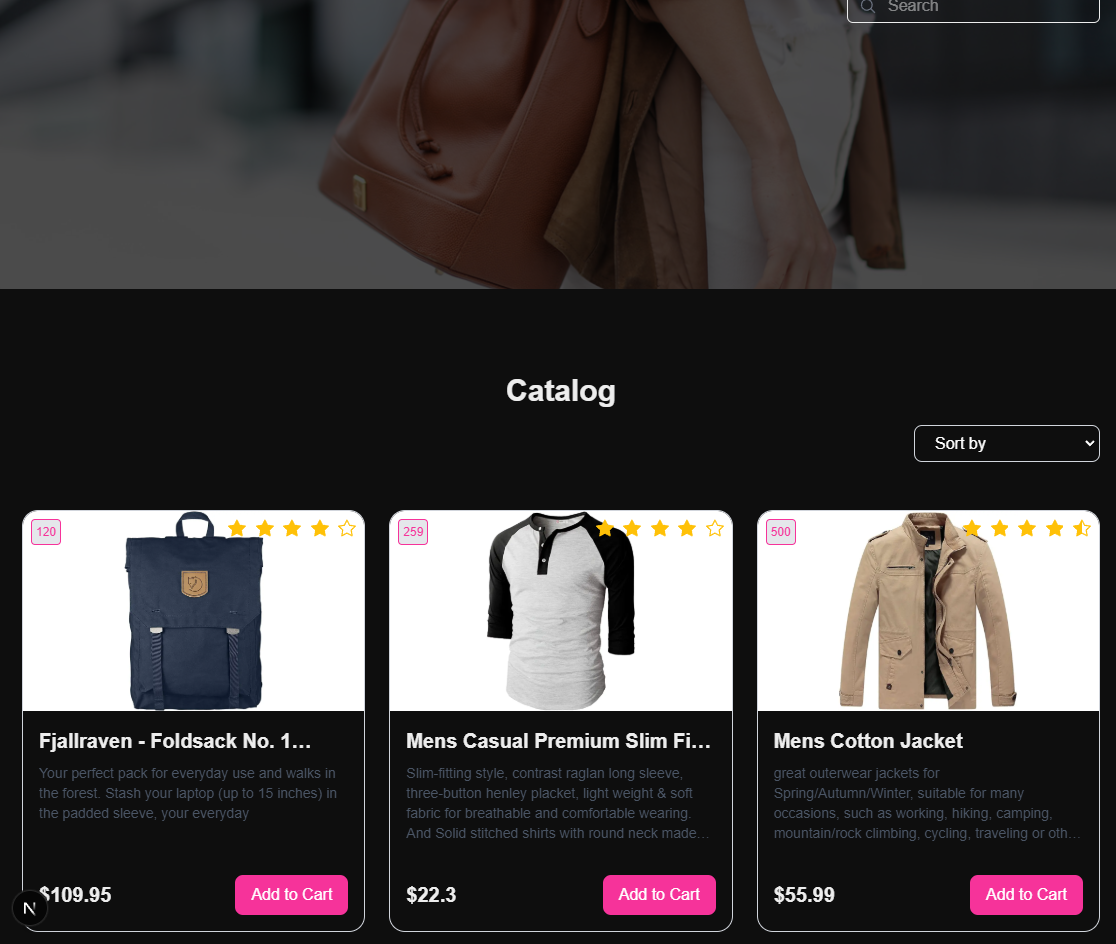 Search
Catalog
Sort by
120
259
500
Fjallraven - Foldsack No. 1…
Your perfect pack for everyday use and walks in
the forest. Stash your laptop (up to 15 inches) in
the padded sleeve, your everyday
$109.95
Add to Cart
Mens Casual Premium Slim Fi…
Slim-fitting style, contrast raglan long sleeve,
three-button henley placket, light weight & soft
fabric for breathable and comfortable wearing.
And Solid stitched shirts with round neck made…
$22.3
Add to Cart
Mens Cotton Jacket
great outerwear jackets for
Spring/Autumn/Winter, suitable for many
occasions, such as working, hiking, camping,
mountain/rock climbing, cycling, traveling or oth…
$55.99
Add to Cart
N